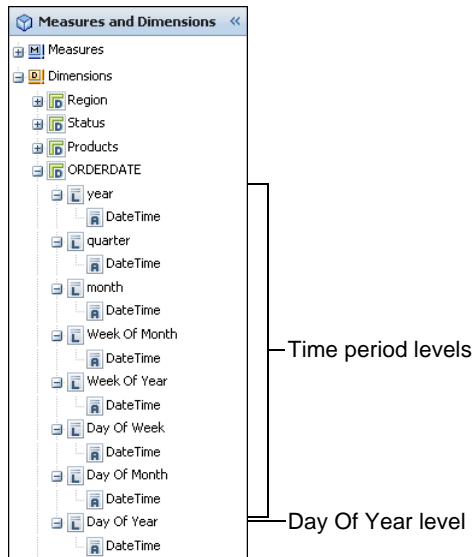 Measures and Dimensions «
Measures
Dimensions
Region
Status
Products
ORDERDATE
year
DateTime
quarter
DateTime
month
DateTime
Week Of Month
DateTime
Time period levels
Week Of Year
DateTime
Day Of Week
DateTime
Day Of Month
DateTime
Day Of Year
Day Of Year level
DateTime